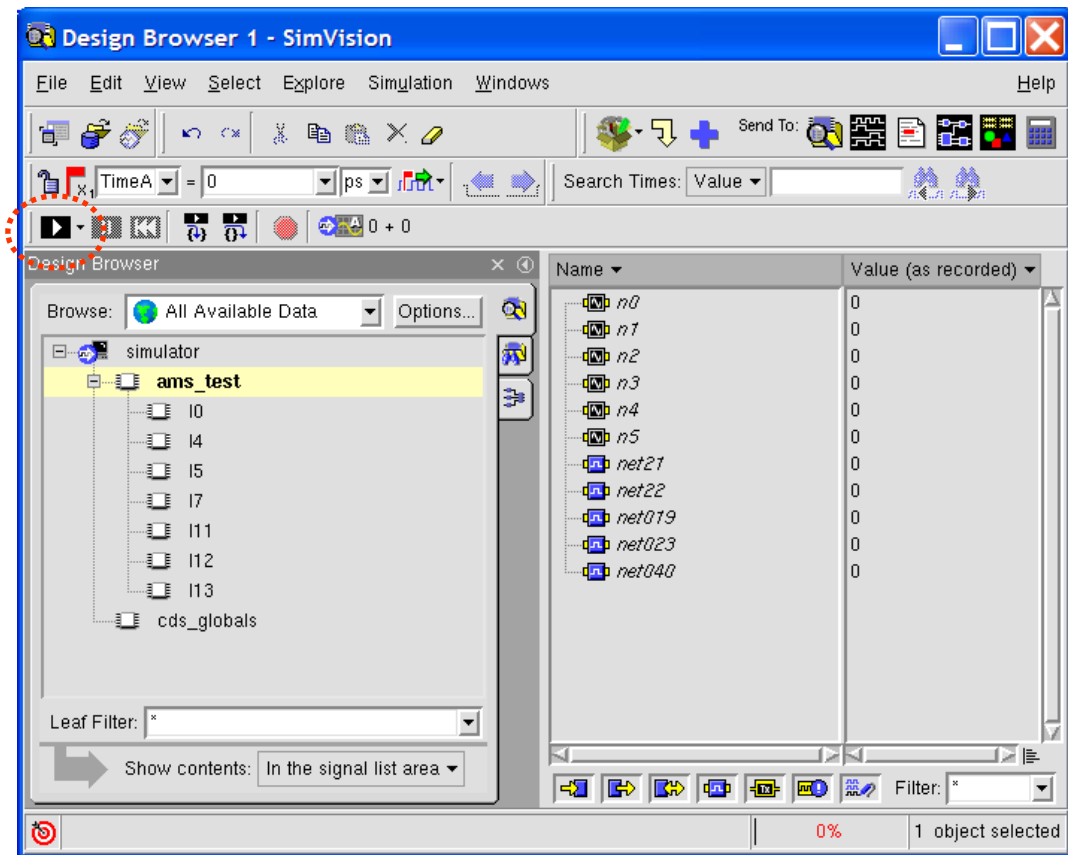 Design Browser 1 - SimVision
File Edit View Select Explore Simulation Windows Help
Send To:
TimeA = 0 ps Search Times: Value
0 + 0
Design Browser
Name Value (as recorded)
Browse: All Available Data Options...
simulator
ams_test
I0
I4
I5
I7
I11
I12
I13
cds_globals
n0 0
n1 0
n2 0
n3 0
n4 0
n5 0
net21 0
net22 0
net019 0
net023 0
net040 0
Leaf Filter: *
Show contents: In the signal list area
Filter: *
0% 1 object selected